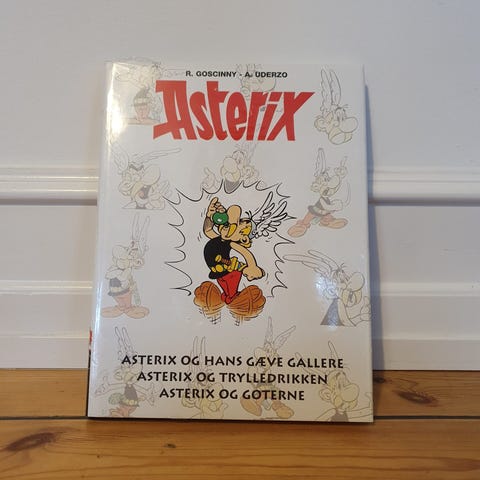 R. GOSCINNY - A. UDERZO
Asterix
ASTERIX OG HANS GÆVE GALLERE
ASTERIX OG TRYLLEDRIKKEN
ASTERIX OG GOTERNE